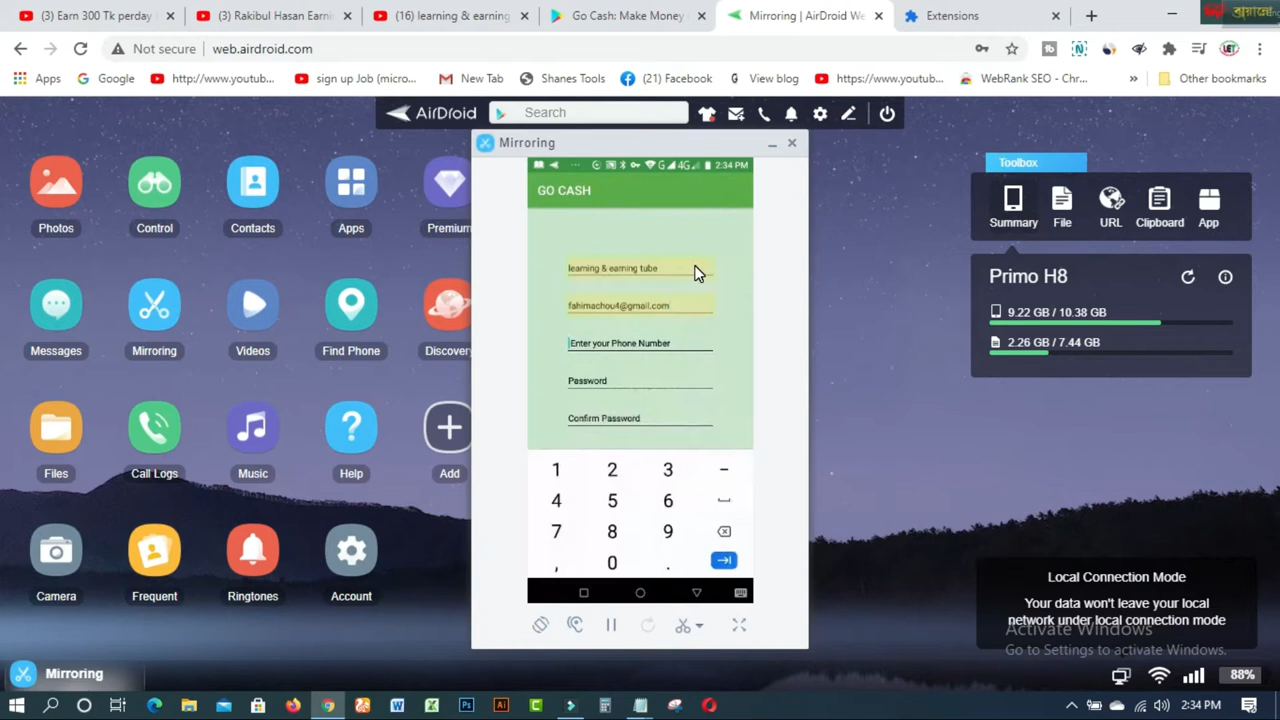 (3) Earn 300 Tk perday
(3) Rakibul Hasan Earni
(16) learning & earning
Go Cash: Make Money
Mirroring | AirDroid We
Extensions
Not secure
web.airdroid.com
Apps
Google
http://www.youtub...
sign up Job (micro...
New Tab
Shanes Tools
(21) Facebook
View blog
https://www.youtu...
WebRank SEO - Chr...
Other bookmarks
AirDroid
Search
Mirroring
2:34 PM
GO CASH
learning & earning tube
fahimachou4@gmail.com
Enter your Phone Number
Password
Confirm Password
1 2 3 -
4 5 6
7 8 9
, 0 .
Photos
Control
Contacts
Apps
Premium
Messages
Mirroring
Videos
Find Phone
Discovery
Files
Call Logs
Music
Help
Add
Camera
Frequent
Ringtones
Account
Toolbox
Summary
File
URL
Clipboard
App
Primo H8
9.22 GB / 10.38 GB
2.26 GB / 7.44 GB
Local Connection Mode
Your data won't leave your local
network under local connection mode
Activate Windows
Go to Settings to activate Windows.
Mirroring
88%
2:34 PM